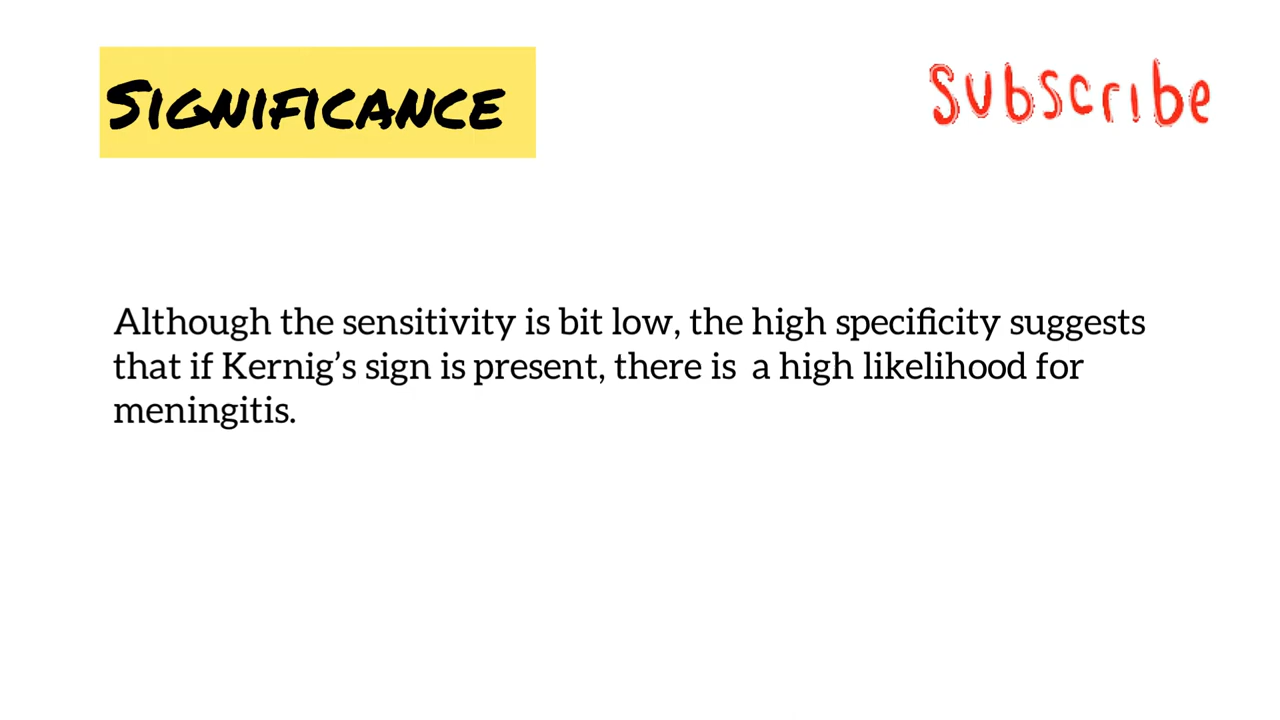 SIGNIFICANCE
Subscribe
Although the sensitivity is bit low, the high specificity suggests
that if Kernig’s sign is present, there is  a high likelihood for
meningitis.